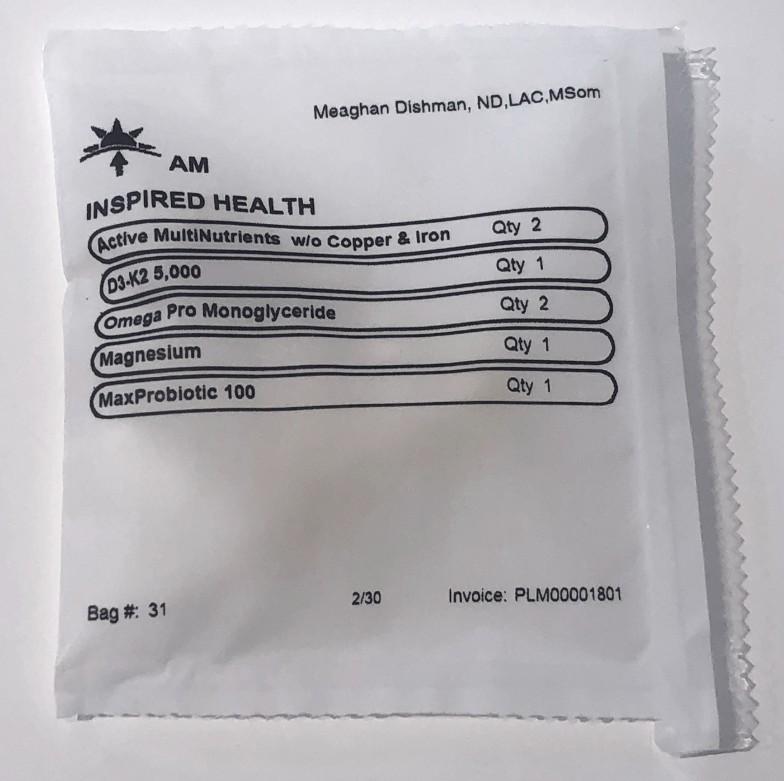 Meaghan Dishman, ND,LAC,MSom
AM
INSPIRED HEALTH
Active MultiNutrients w/o Copper & Iron Qty 2
D3-K2 5,000 Qty 1
Omega Pro Monoglyceride Qty 2
Magnesium Qty 1
MaxProbiotic 100 Qty 1
Bag #: 31 2/30 Invoice: PLM00001801